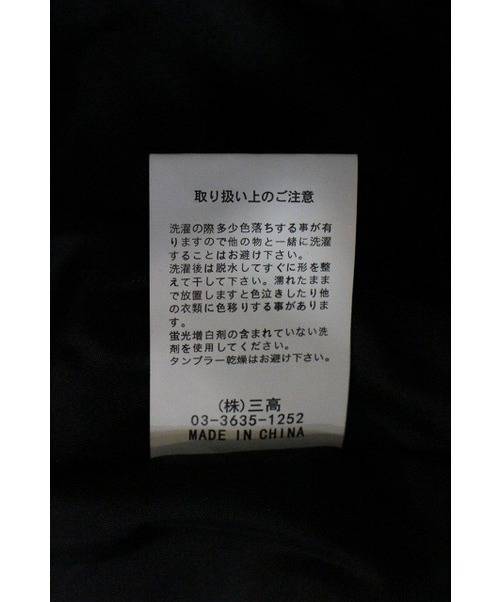 取り扱い上のご注意
洗濯の際多少色落ちする事が有
りますので他の物と一緒に洗濯
することはお避け下さい。
洗濯後は脱水してすぐに形を整
えて干して下さい。濡れたまま
で放置しますと色泣きしたり他
の衣類に色移りする事がありま
す。
蛍光増白剤の含まれていない洗
剤を使用してください。
タンブラー乾燥はお避け下さい。
(株)三高
03-3635-1252
MADE IN CHINA